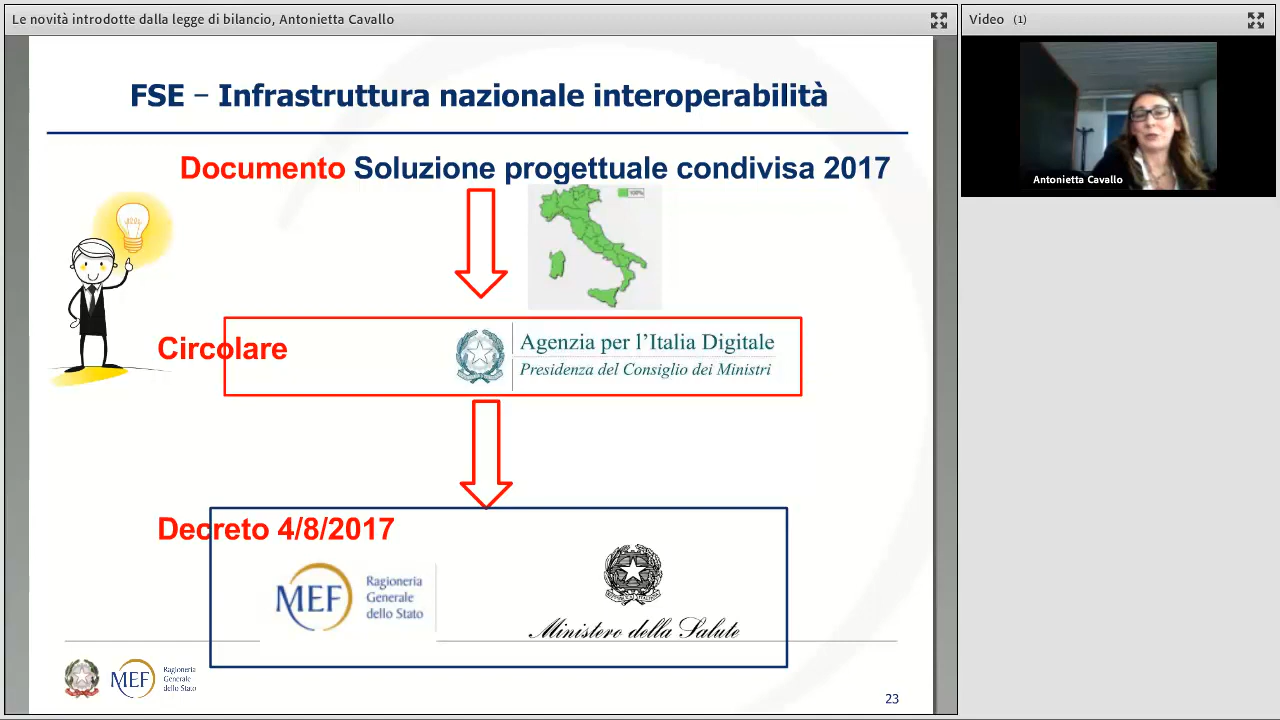 Le novità introdotte dalla legge di bilancio, Antonietta Cavallo
Video (1)
FSE – Infrastruttura nazionale interoperabilità
Documento Soluzione progettuale condivisa 2017
100%
Antonietta Cavallo
Circolare
Agenzia per l'Italia Digitale
Presidenza del Consiglio dei Ministri
Decreto 4/8/2017
MEF
Ragioneria
Generale
dello Stato
Ministero della Salute
MEF
Ragioneria
Generale
dello Stato
23